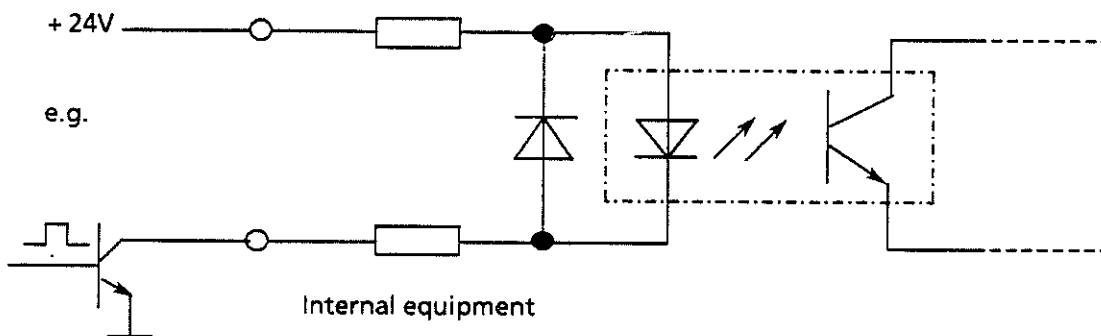 + 24V
e.g.
Internal equipment